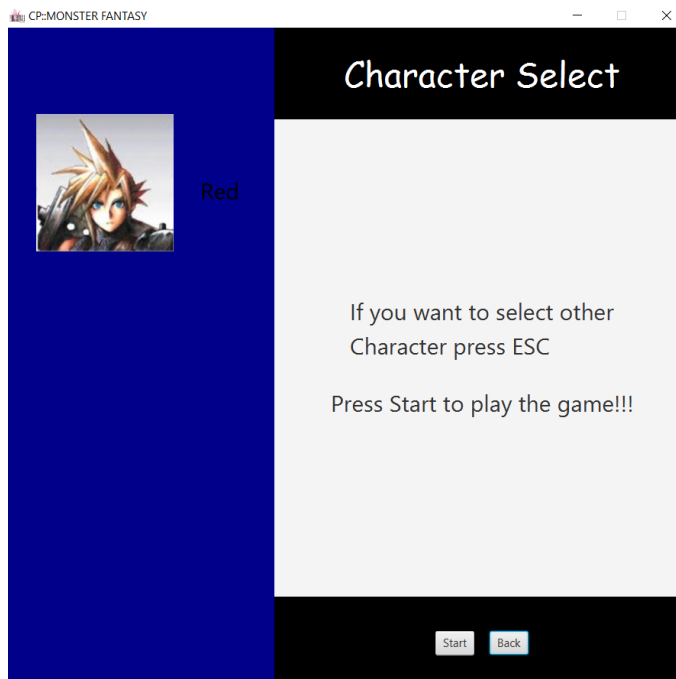 CP::MONSTER FANTASY
Character Select
Red
If you want to select other
Character press ESC
Press Start to play the game!!!
Start
Back